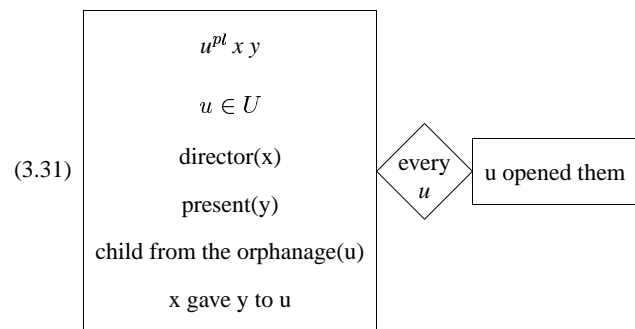 u^{pl} x y
u ∈ U
director(x)
(3.31)
present(y)
child from the orphanage(u)
x gave y to u
every
u
u opened them